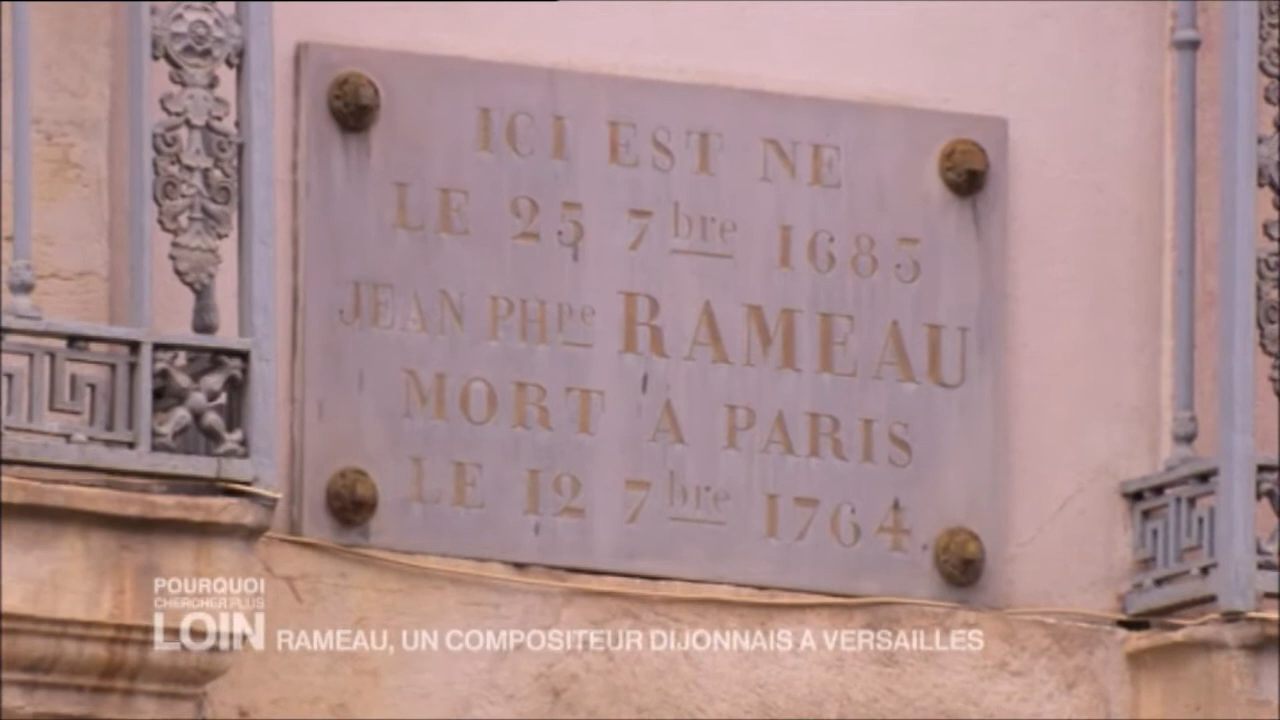 ICI EST NE
LE 25 7bre 1683
JEAN PHpe RAMEAU
MORT A PARIS
LE 12 7bre 1764.
POURQUOI
CHERCHER PLUS
LOIN RAMEAU, UN COMPOSITEUR DIJONNAIS A VERSAILLES